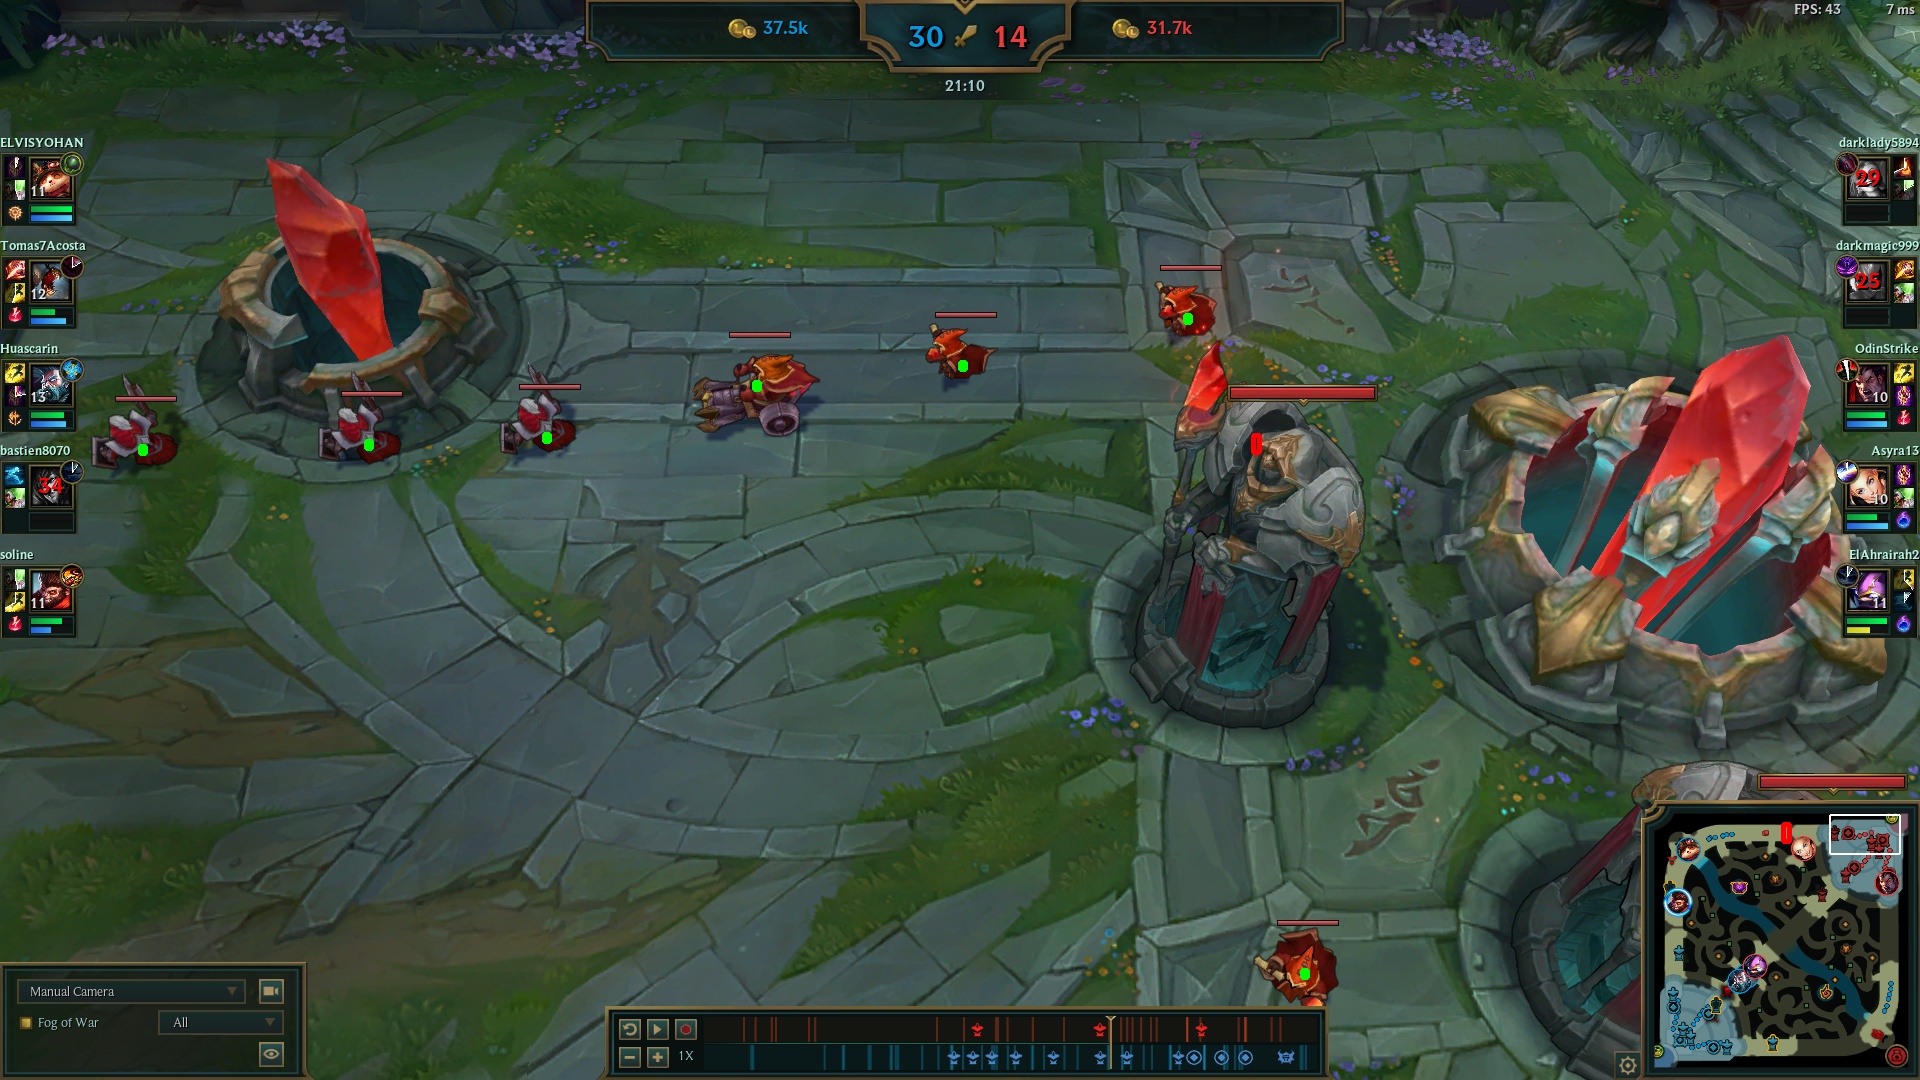 FPS: 43 7 ms
37.5k 30 14 31.7k
21:10
ELVISYOHAN
11
Tomas7Acosta
12
Huascarin
13
bastien8070
34
soline
11
darklady5894
29
darkmagic999
25
OdinStrike
10
Asyra13
10
ElAhrairah2
11
Manual Camera
Fog of War All
1X